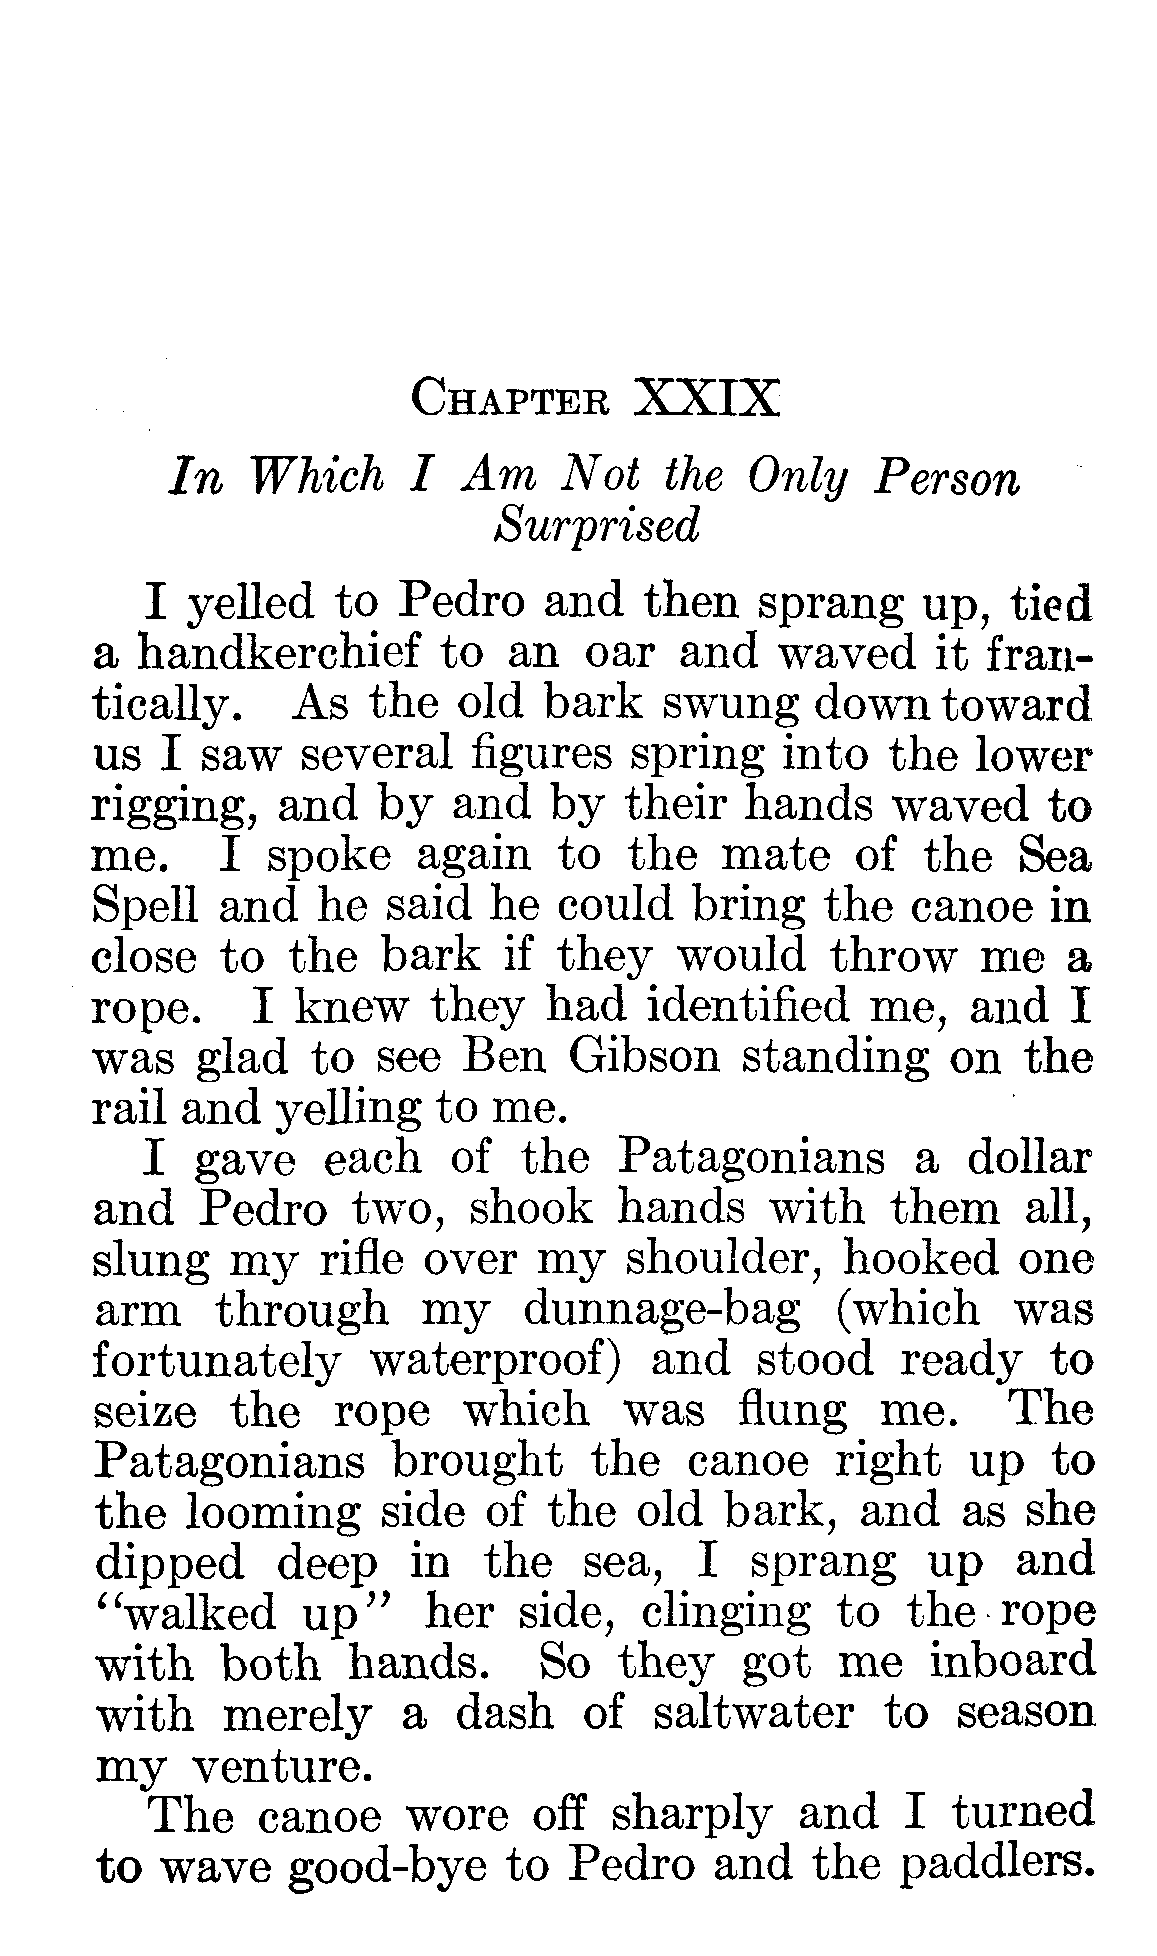 Chapter XXIX
In Which I Am Not the Only Person
Surprised
I yelled to Pedro and then sprang up, tied
a handkerchief to an oar and waved it fran-
tically. As the old bark swung down toward
us I saw several figures spring into the lower
rigging, and by and by their hands waved to
me. I spoke again to the mate of the Sea
Spell and he said he could bring the canoe in
close to the bark if they would throw me a
rope. I knew they had identified me, and I
was glad to see Ben Gibson standing on the
rail and yelling to me.
I gave each of the Patagonians a dollar
and Pedro two, shook hands with them all,
slung my rifle over my shoulder, hooked one
arm through my dunnage-bag (which was
fortunately waterproof) and stood ready to
seize the rope which was flung me. The
Patagonians brought the canoe right up to
the looming side of the old bark, and as she
dipped deep in the sea, I sprang up and
"walked up" her side, clinging to the rope
with both hands. So they got me inboard
with merely a dash of saltwater to season
my venture.
The canoe wore off sharply and I turned
to wave good-bye to Pedro and the paddlers.